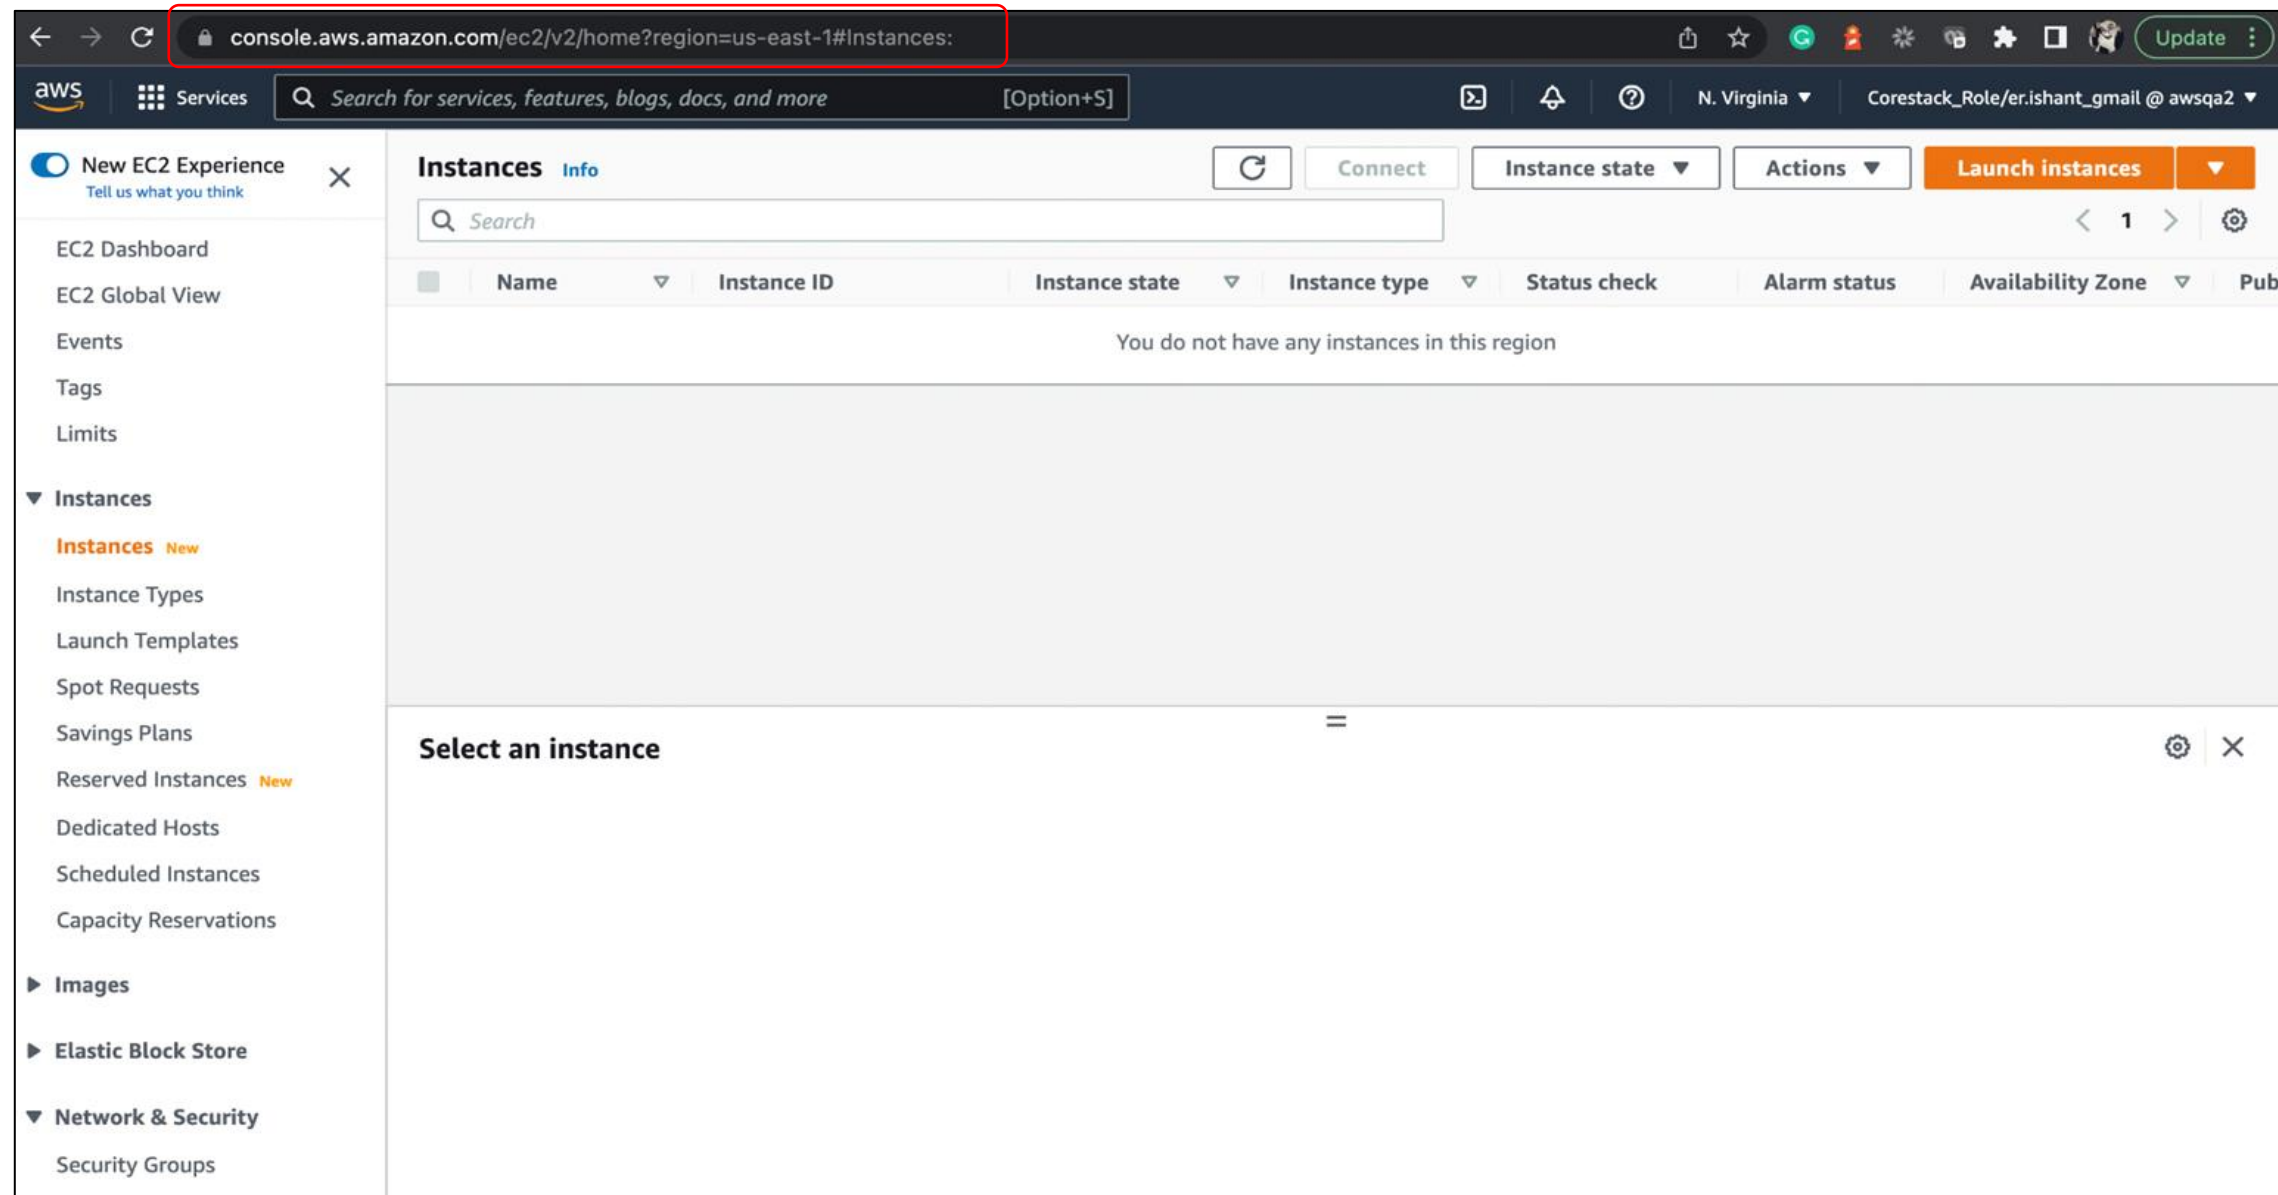 console.aws.amazon.com/ec2/v2/home?region=us-east-1#Instances:
Update
aws
Services
Search for services, features, blogs, docs, and more
[Option+S]
N. Virginia
Corestack_Role/er.ishant_gmail @ awsqa2
New EC2 Experience
Tell us what you think
EC2 Dashboard
EC2 Global View
Events
Tags
Limits
Instances
Instances New
Instance Types
Launch Templates
Spot Requests
Savings Plans
Reserved Instances New
Dedicated Hosts
Scheduled Instances
Capacity Reservations
Images
Elastic Block Store
Network & Security
Security Groups
Instances Info
Connect
Instance state
Actions
Launch instances
Search
1
Name
Instance ID
Instance state
Instance type
Status check
Alarm status
Availability Zone
Pub
You do not have any instances in this region
Select an instance